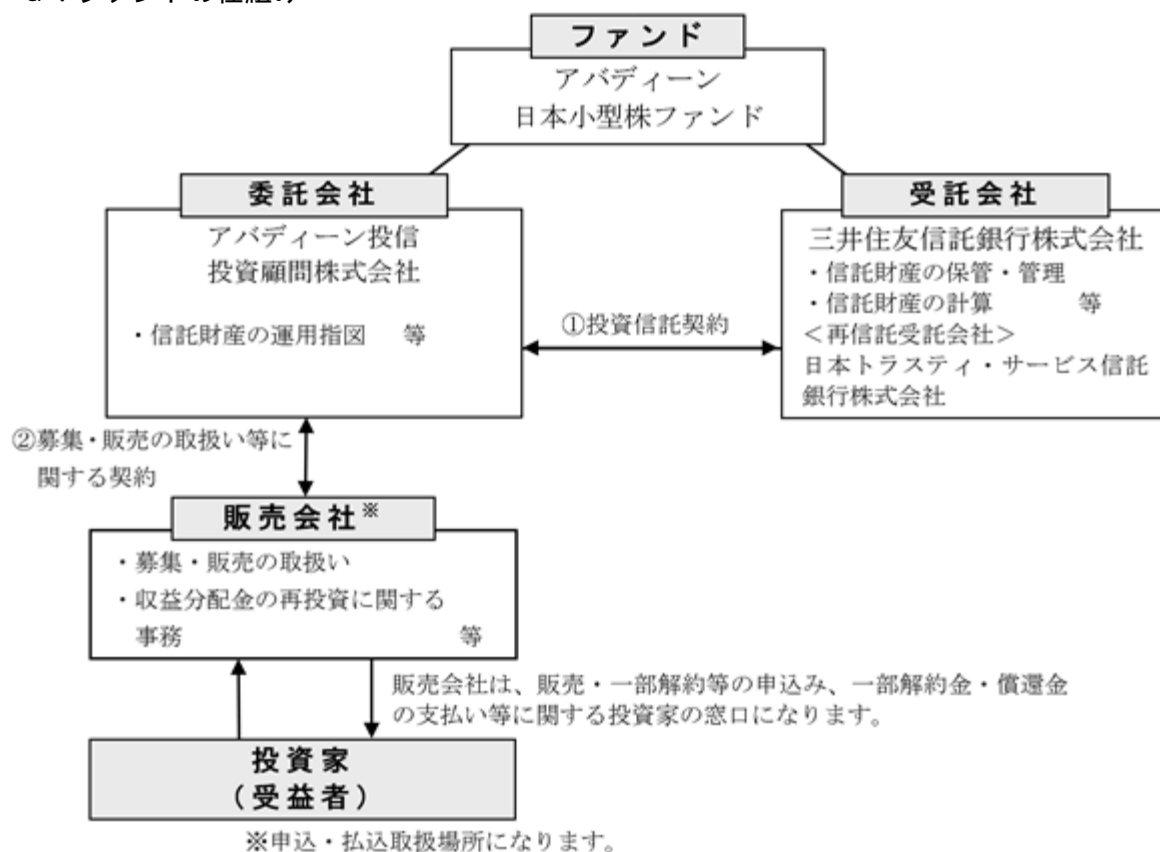 ファンドの仕組み
ファンド
アバディーン
日本小型株ファンド
委託会社
アバディーン投信
投資顧問株式会社
・信託財産の運用指図 等
①投資信託契約
受託会社
三井住友信託銀行株式会社
・信託財産の保管・管理
・信託財産の計算 等
＜再信託受託会社＞
日本トラスティ・サービス信託
銀行株式会社
②募集・販売の取扱い等に
関する契約
販売会社※
・募集・販売の取扱い
・収益分配金の再投資に関する
事務 等
販売会社は、販売・一部解約等の申込み、一部解約金・償還金
の支払い等に関する投資家の窓口になります。
投資家
（受益者）
※申込・払込取扱場所になります。